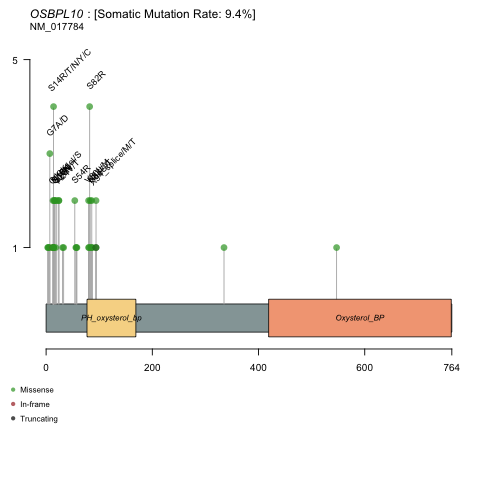 OSBPL10 : [Somatic Mutation Rate: 9.4%]
NM_017784
5
S14R/T/N/Y/C
S82R
G7A/D
S54R
1
PH_oxysterol_bp
Oxysterol_BP
0
200
400
600
764
Missense
In-frame
Truncating